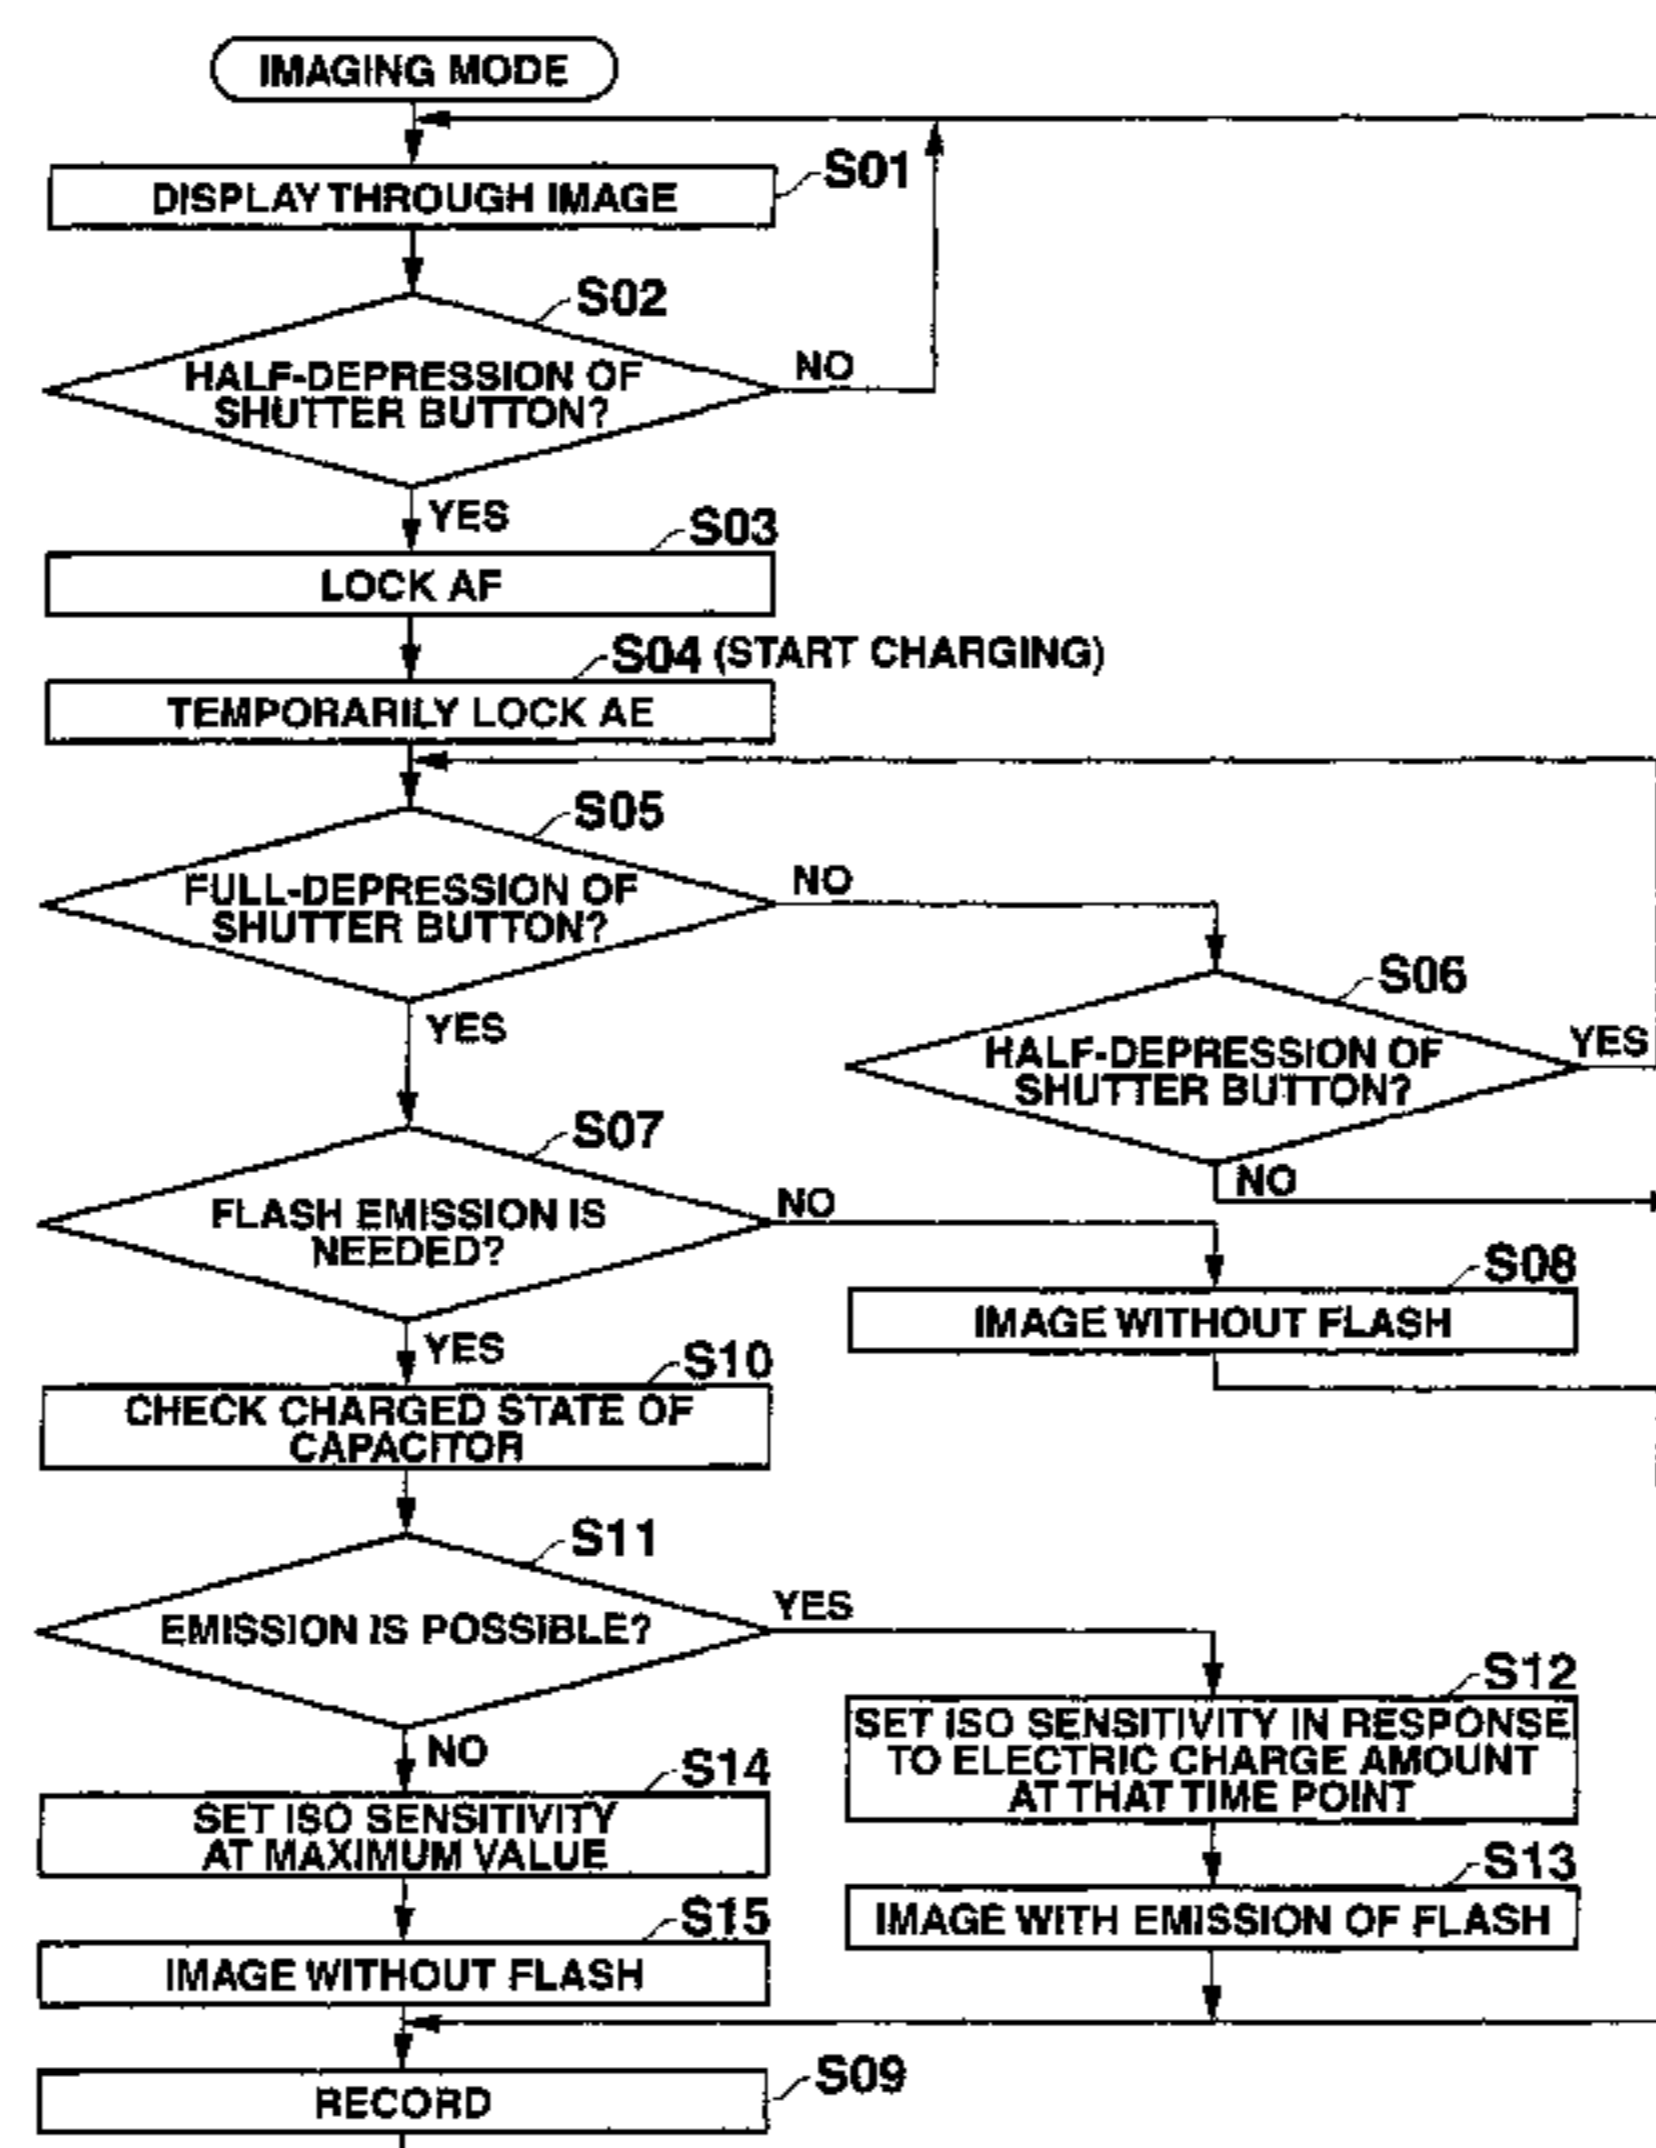 IMAGING MODE
DISPLAY THROUGH IMAGE
S01
S02
HALF-DEPRESSION OF
SHUTTER BUTTON?
NO
YES
S03
LOCK AF
S04 (START CHARGING)
TEMPORARILY LOCK AE
S05
FULL-DEPRESSION OF
SHUTTER BUTTON?
NO
YES
S06
HALF-DEPRESSION OF
SHUTTER BUTTON?
YES
NO
S07
FLASH EMISSION IS
NEEDED?
NO
YES
S08
IMAGE WITHOUT FLASH
S10
CHECK CHARGED STATE OF
CAPACITOR
S11
EMISSION IS POSSIBLE?
YES
NO
S12
SET ISO SENSITIVITY IN RESPONSE
TO ELECTRIC CHARGE AMOUNT
AT THAT TIME POINT
S13
IMAGE WITH EMISSION OF FLASH
S14
SET ISO SENSITIVITY
AT MAXIMUM VALUE
S15
IMAGE WITHOUT FLASH
S09
RECORD